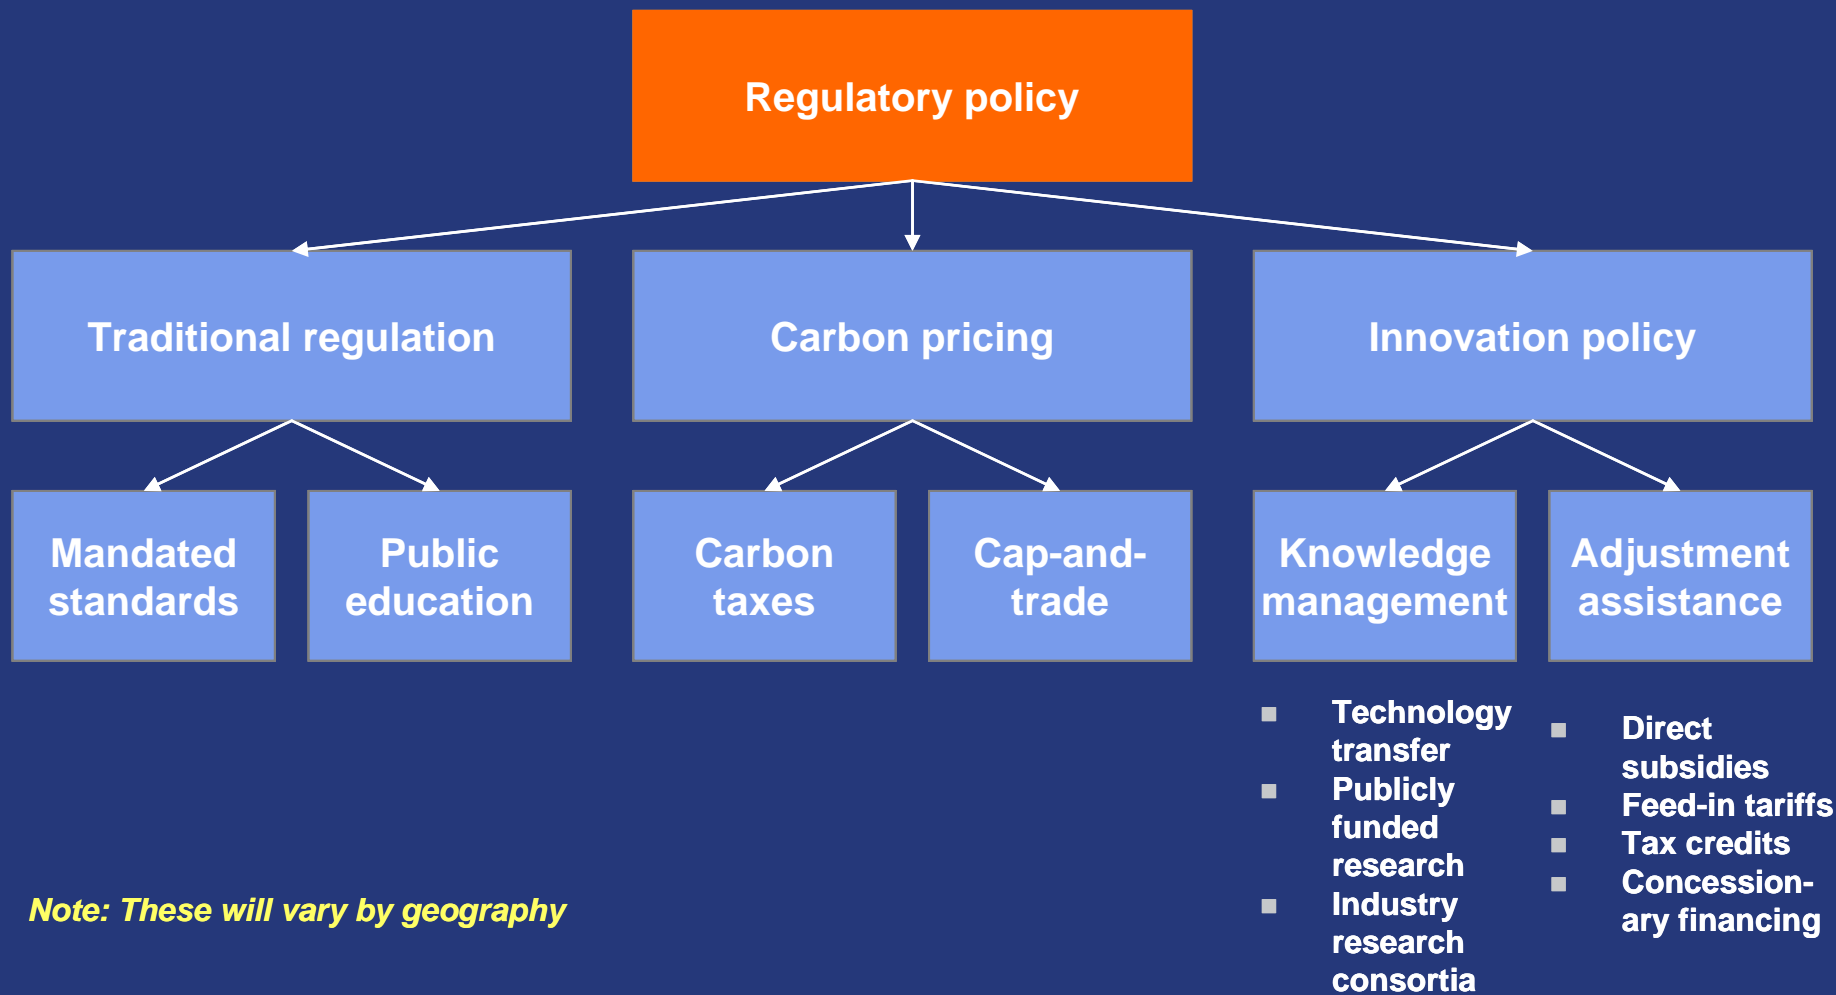 Regulatory policy
Traditional regulation
Carbon pricing
Innovation policy
Mandated
standards
Public
education
Carbon
taxes
Cap-and-
trade
Knowledge
management
Adjustment
assistance
Technology
transfer
Publicly
funded
research
Industry
research
consortia
Direct
subsidies
Feed-in tariffs
Tax credits
Concession-
ary financing
Note: These will vary by geography